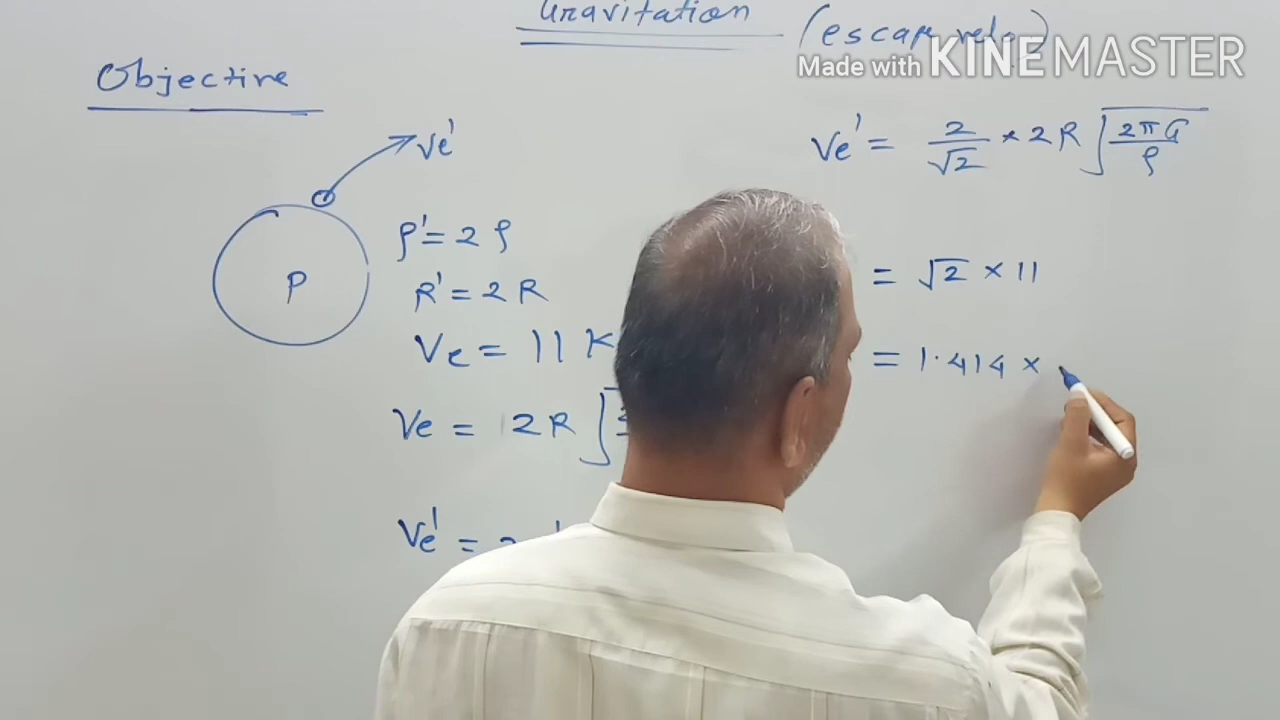 Gravitation (escape velo)
Made with KINEMASTER
Objective
Ve'
ρ' = 2ρ
R' = 2R
Ve = 11 K
Ve = 2R √
Ve' = 2
P
Ve' = 2/√2 × 2R √(2πG/ρ)
= √2 × 11
= 1.414 ×